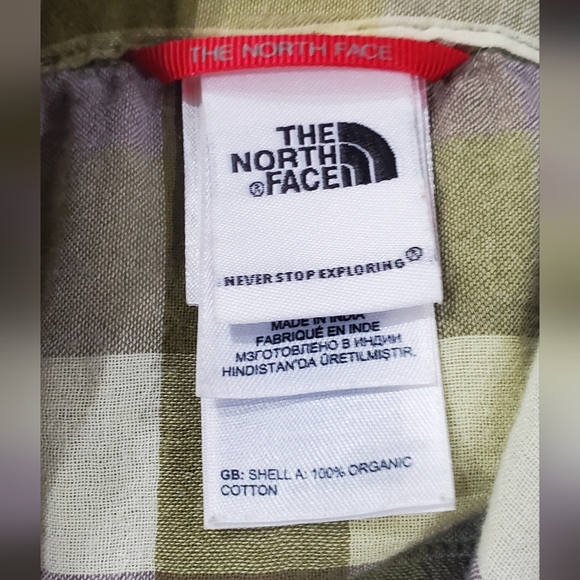 THE NORTH FACE
THE
NORTH
®FACE
NEVER STOP EXPLORING®
MADE IN INDIA
FABRIQUÉ EN INDE
МЗГОТОВЛЕНО В ИНДИИ
HINDISTAN'DA ÜRETILMIŞTIR.
GB: SHELL A: 100% ORGANIC
COTTON